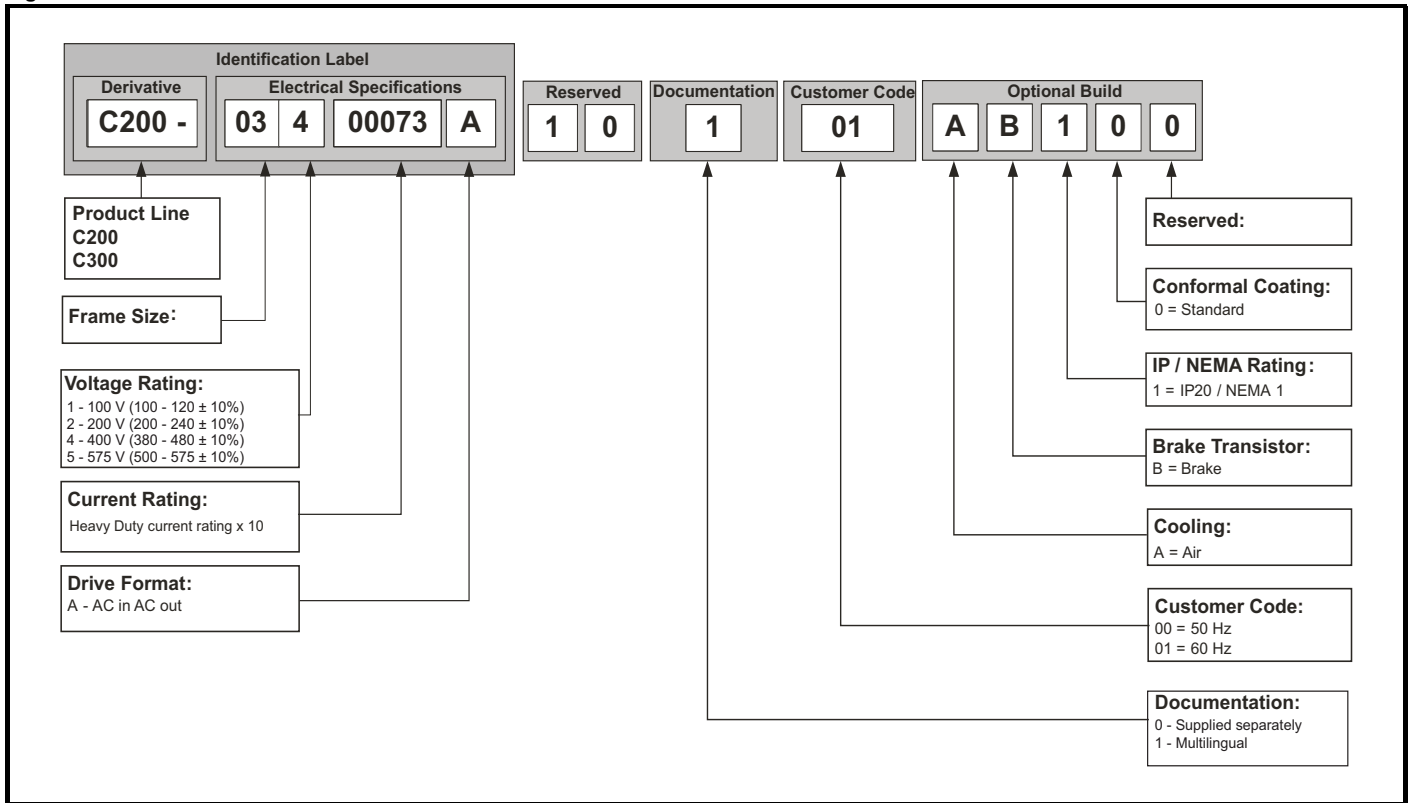 Identification Label
Derivative
Electrical Specifications
Reserved
Documentation
Customer Code
Optional Build
C200 -
03 4 00073 A
1 0
1
01
A B 1 0 0
Product Line
C200
C300
Frame Size:
Voltage Rating:
1 - 100 V (100 - 120 ± 10%)
2 - 200 V (200 - 240 ± 10%)
4 - 400 V (380 - 480 ± 10%)
5 - 575 V (500 - 575 ± 10%)
Current Rating:
Heavy Duty current rating x 10
Drive Format:
A - AC in AC out
Reserved:
Conformal Coating:
0 = Standard
IP / NEMA Rating:
1 = IP20 / NEMA 1
Brake Transistor:
B = Brake
Cooling:
A = Air
Customer Code:
00 = 50 Hz
01 = 60 Hz
Documentation:
0 - Supplied separately
1 - Multilingual